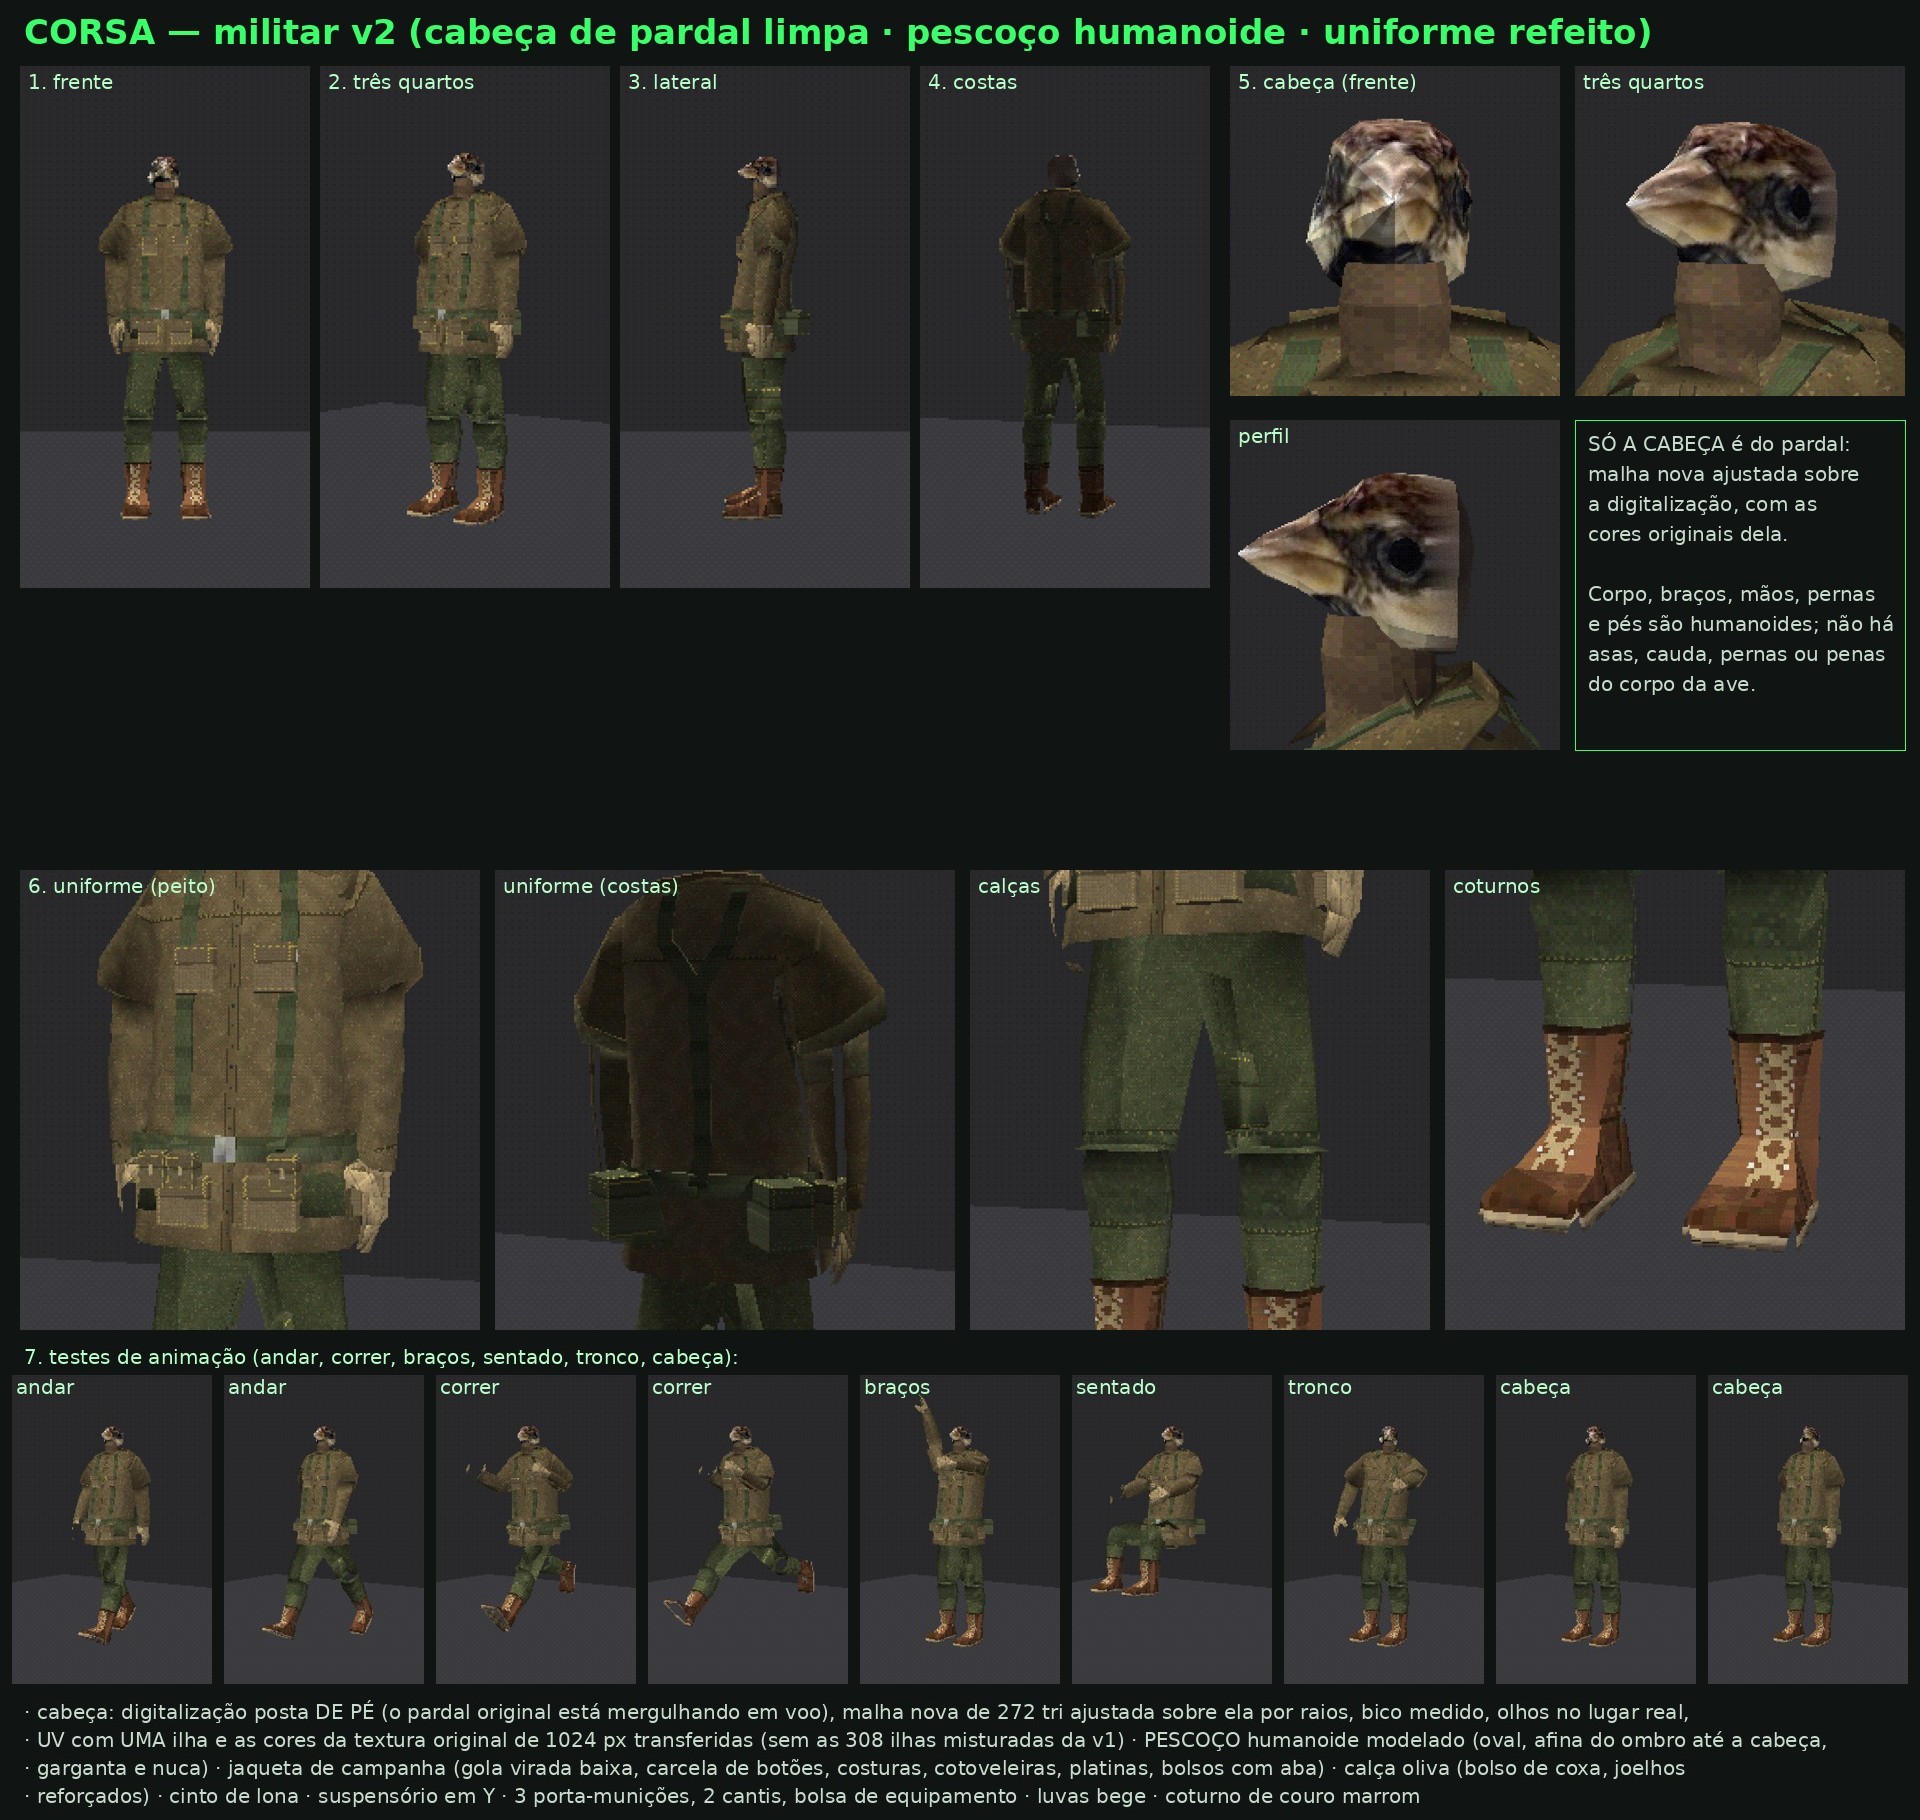 CORSA — militar v2 (cabeça de pardal limpa · pescoço humanoide · uniforme refeito)
1. frente
2. três quartos
3. lateral
4. costas
5. cabeça (frente)
três quartos
perfil
SÓ A CABEÇA é do pardal:
malha nova ajustada sobre
a digitalização, com as
cores originais dela.
Corpo, braços, mãos, pernas
e pés são humanoides; não há
asas, cauda, pernas ou penas
do corpo da ave.
6. uniforme (peito)
uniforme (costas)
calças
coturnos
7. testes de animação (andar, correr, braços, sentado, tronco, cabeça):
andar
andar
correr
correr
braços
sentado
tronco
cabeça
cabeça
· cabeça: digitalização posta DE PÉ (o pardal original está mergulhando em voo), malha nova de 272 tri ajustada sobre ela por raios, bico medido, olhos no lugar real,
· UV com UMA ilha e as cores da textura original de 1024 px transferidas (sem as 308 ilhas misturadas da v1) · PESCOÇO humanoide modelado (oval, afina do ombro até a cabeça,
· garganta e nuca) · jaqueta de campanha (gola virada baixa, carcela de botões, costuras, cotoveleiras, platinas, bolsos com aba) · calça oliva (bolso de coxa, joelhos
· reforçados) · cinto de lona · suspensório em Y · 3 porta-munições, 2 cantis, bolsa de equipamento · luvas bege · coturno de couro marrom